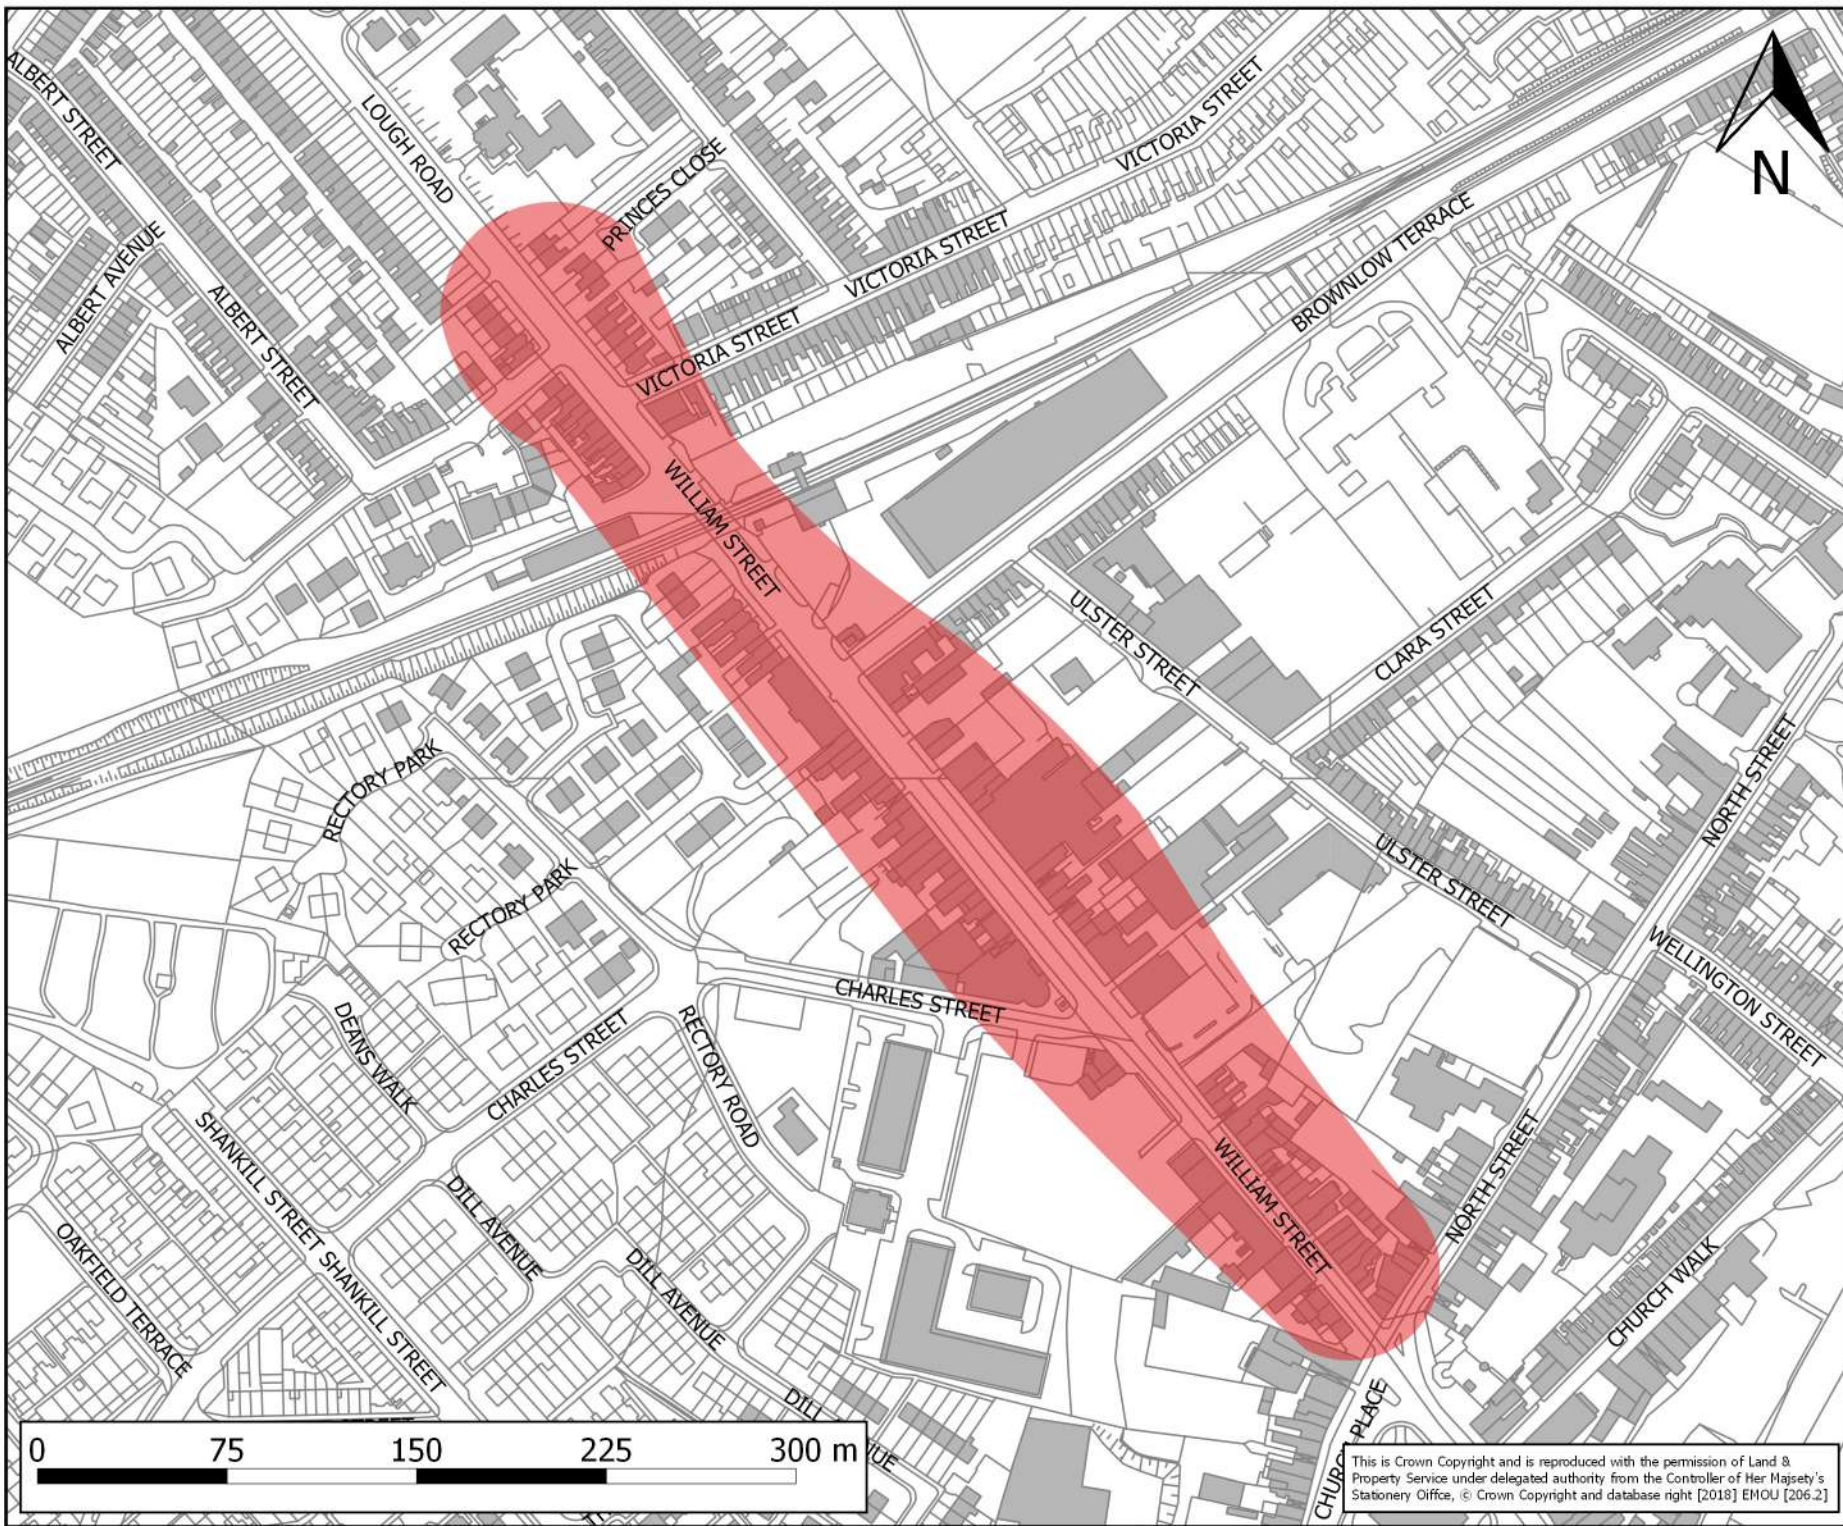 ALBERT STREET
LOUGH ROAD
PRINCES CLOSE
VICTORIA STREET
N
ALBERT AVENUE
ALBERT STREET
VICTORIA STREET
VICTORIA STREET
BROWNLOW TERRACE
WILLIAM STREET
ULSTER STREET
CLARA STREET
RECTORY PARK
NORTH STREET
RECTORY PARK
ULSTER STREET
WELLINGTON STREET
CHARLES STREET
DEANS WALK
CHARLES STREET
RECTORY ROAD
SHANKILL STREET
SHANKILL STREET
DILL AVENUE
WILLIAM STREET
NORTH STREET
OAKFIELD TERRACE
DILL AVENUE
CHURCH WALK
0 75 150 225 300 m
This is Crown Copyright and is reproduced with the permission of Land &
Property Service under delegated authority from the Controller of Her Majsety's
Stationery Oiffce, © Crown Copyright and database right [2018] EMOU [206.2]